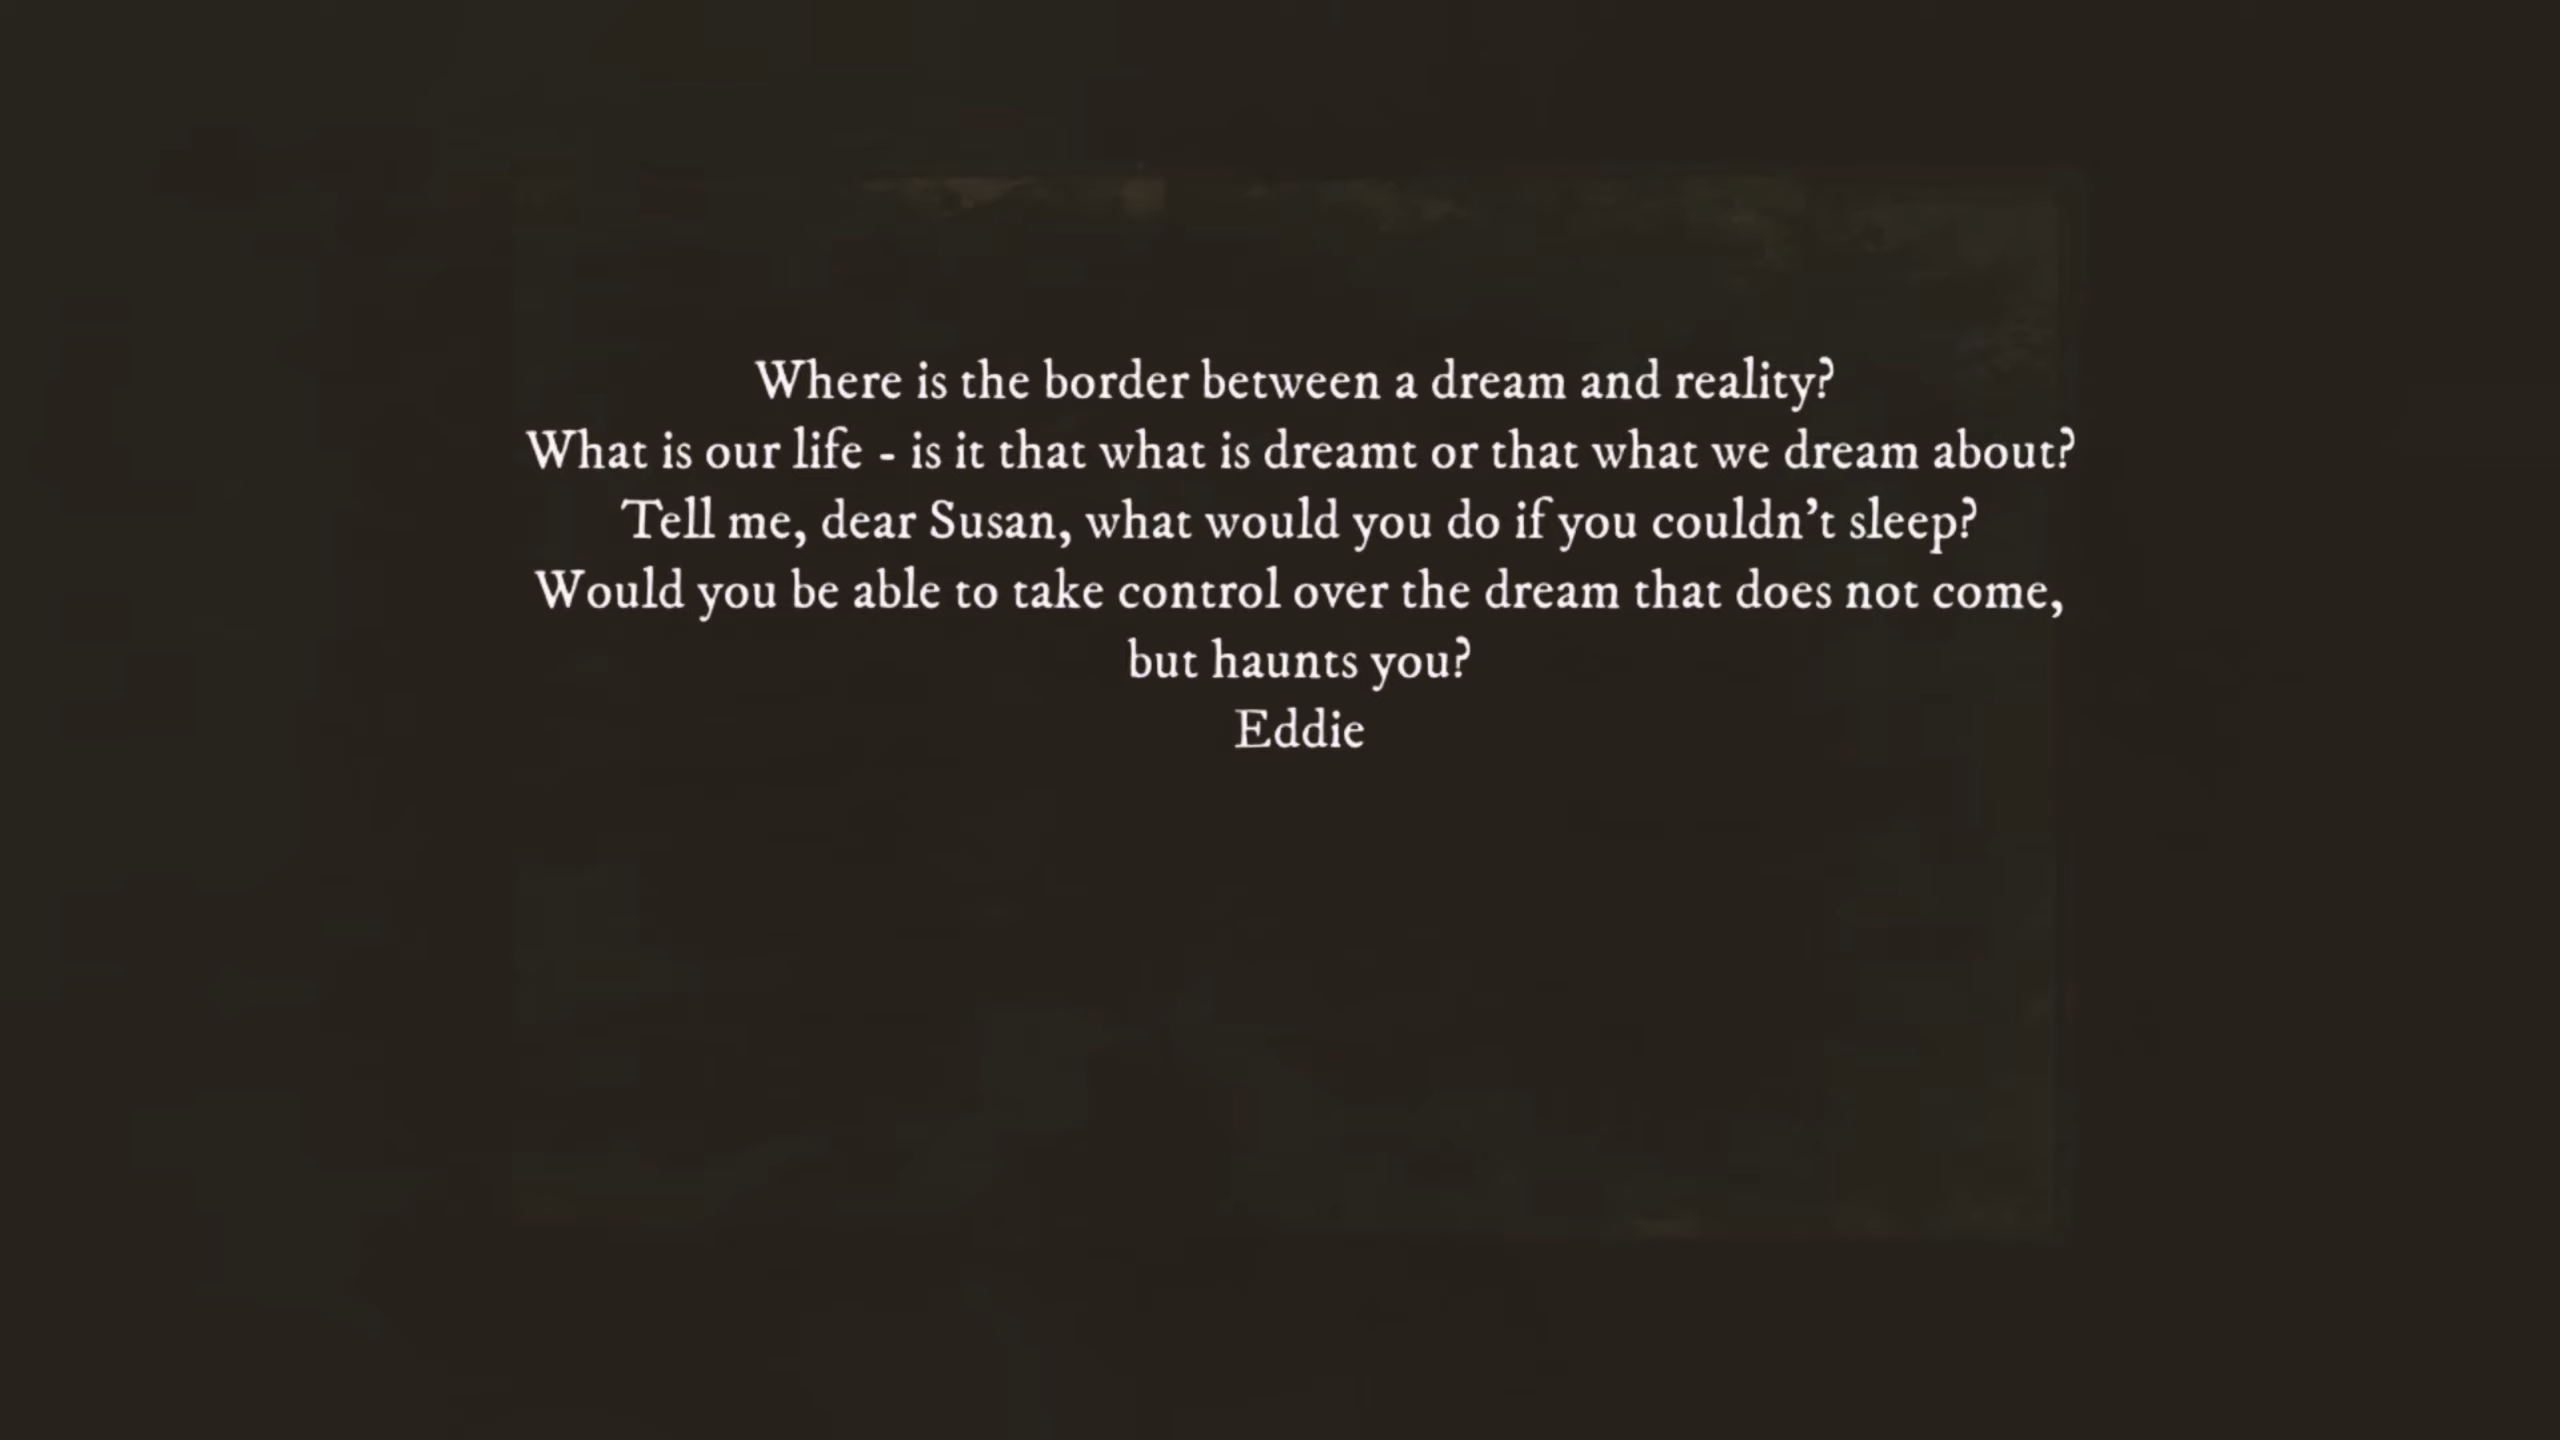 Where is the border between a dream and reality?
What is our life - is it that what is dreamt or that what we dream about?
Tell me, dear Susan, what would you do if you couldn't sleep?
Would you be able to take control over the dream that does not come,
but haunts you?
Eddie